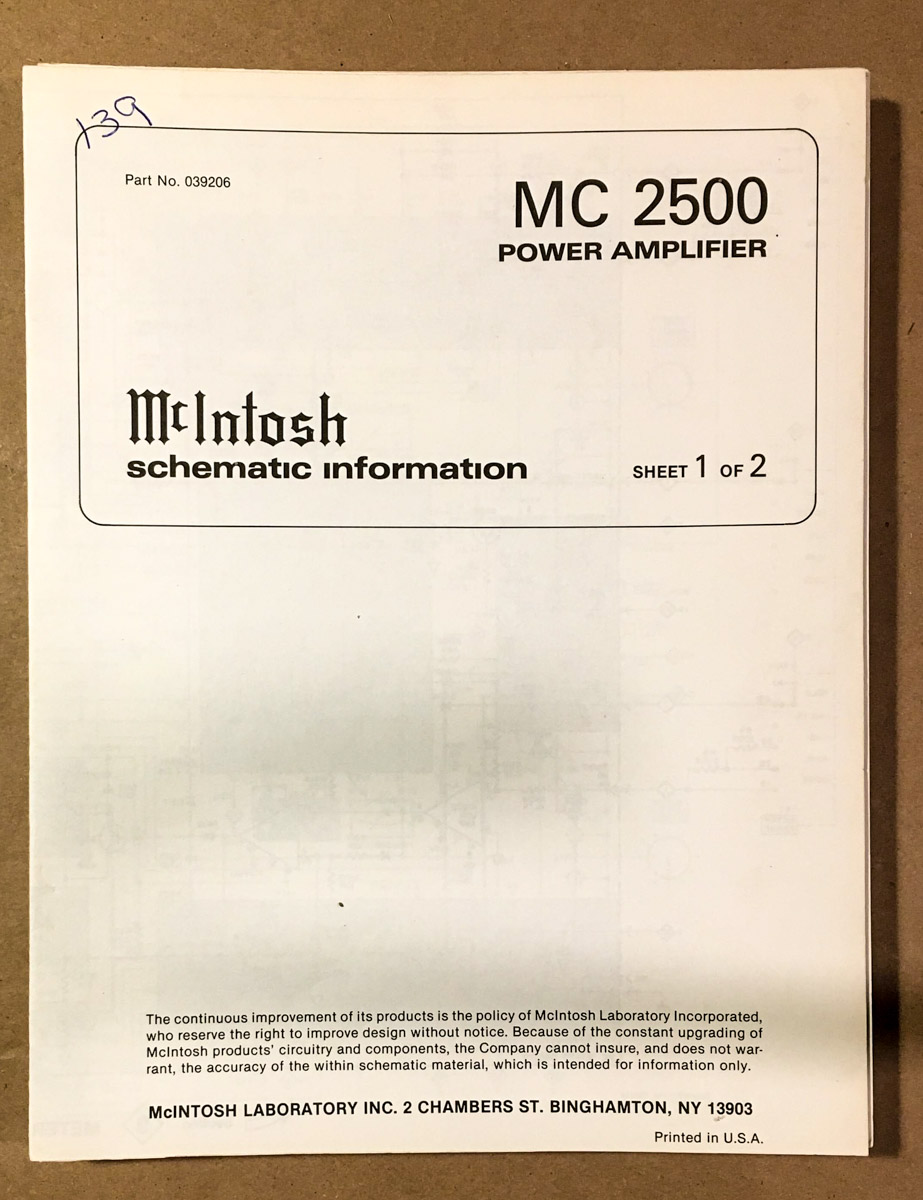 139
Part No. 039206
MC 2500
POWER AMPLIFIER
McIntosh
schematic information
SHEET 1 OF 2
The continuous improvement of its products is the policy of McIntosh Laboratory Incorporated,
who reserve the right to improve design without notice. Because of the constant upgrading of
McIntosh products' circuitry and components, the Company cannot insure, and does not war-
rant, the accuracy of the within schematic material, which is intended for information only.
McINTOSH LABORATORY INC. 2 CHAMBERS ST. BINGHAMTON, NY 13903
Printed in U.S.A.